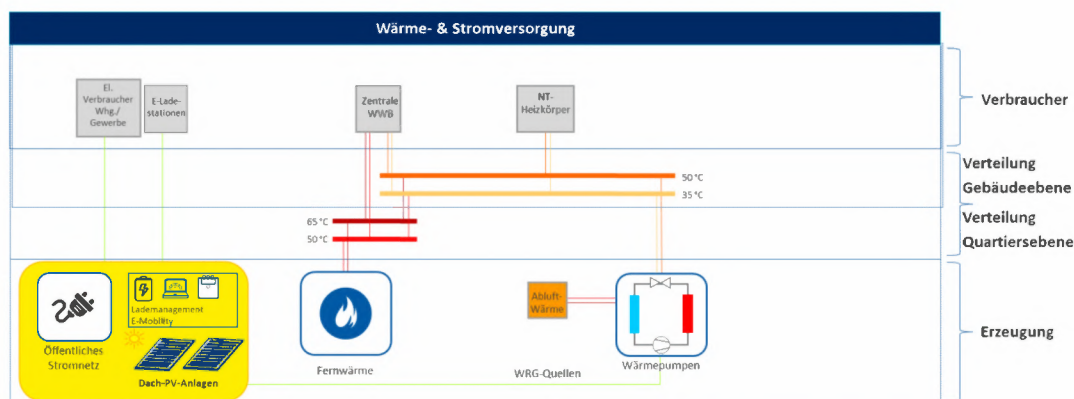 Wärme- & Stromversorgung
El.
Verbraucher
Whg./
Gewerbe
E-Lade-
stationen
Zentrale
WWB
NT-
Heizkörper
Verbraucher
50 °C
35 °C
Verteilung
Gebäudeebene
65 °C
50 °C
Verteilung
Quartiersebene
Lademanagement
E-Mobility
Öffentliches
Stromnetz
Dach-PV-Anlagen
Fernwärme
Abluft-
Wärme
WRG-Quellen
Wärmepumpen
Erzeugung